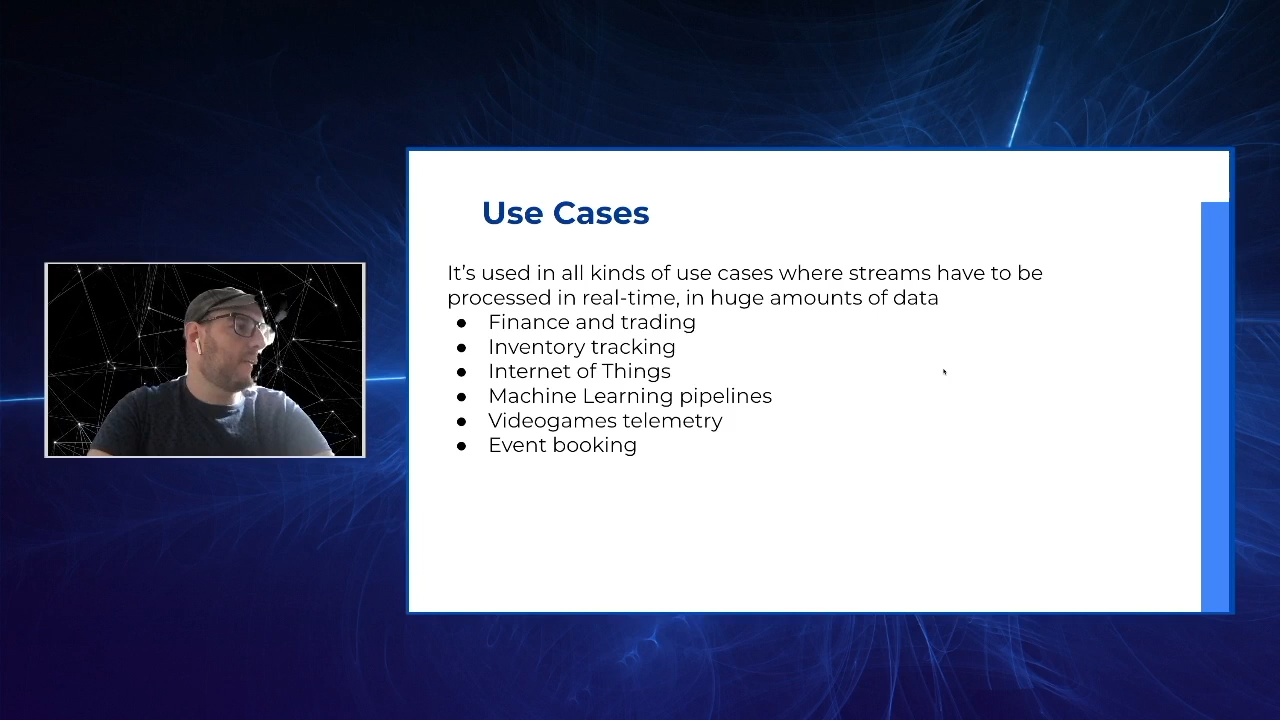 Use Cases
It’s used in all kinds of use cases where streams have to be
processed in real-time, in huge amounts of data
● Finance and trading
● Inventory tracking
● Internet of Things
● Machine Learning pipelines
● Videogames telemetry
● Event booking